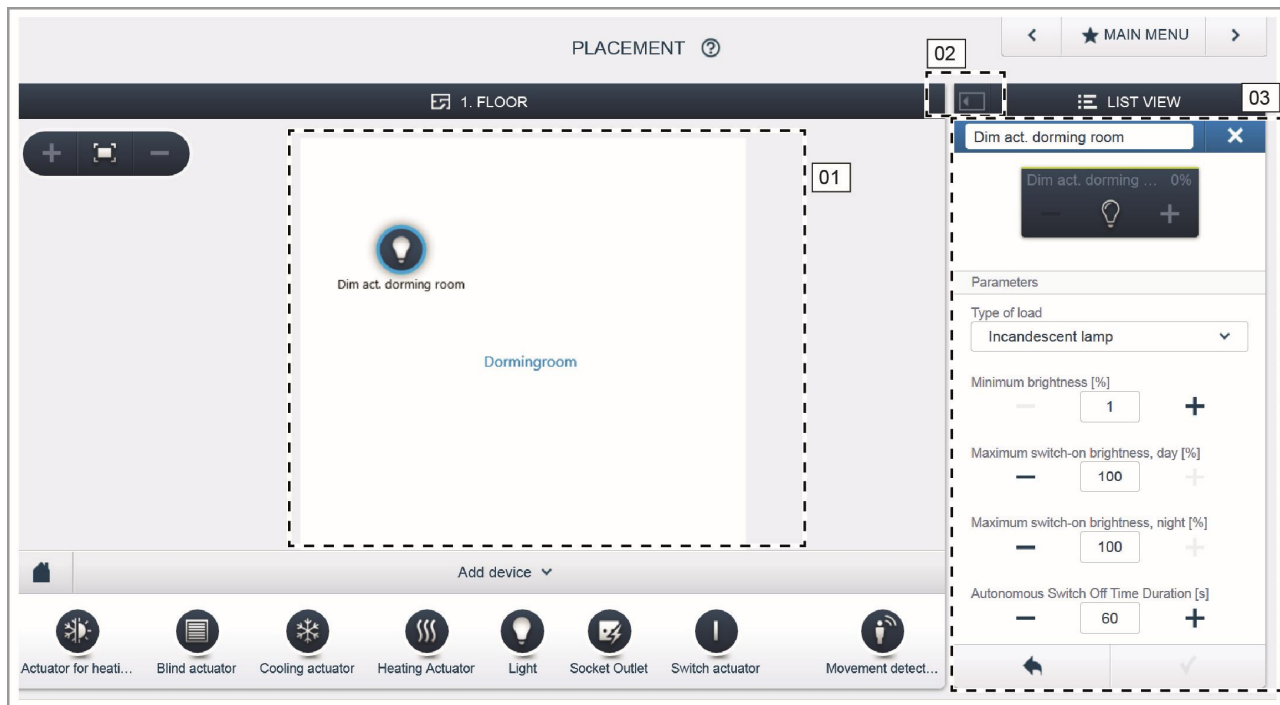 PLACEMENT ?
MAIN MENU
02
1. FLOOR
LIST VIEW
03
Dim act. dorming room
01
Dim act. dorming ... 0%
Dim act. dorming room
Parameters
Type of load
Incandescent lamp
Dormingroom
Minimum brightness [%]
1
Maximum switch-on brightness, day [%]
100
Maximum switch-on brightness, night [%]
100
Add device
Autonomous Switch Off Time Duration [s]
60
Actuator for heati...
Blind actuator
Cooling actuator
Heating Actuator
Light
Socket Outlet
Switch actuator
Movement detect...